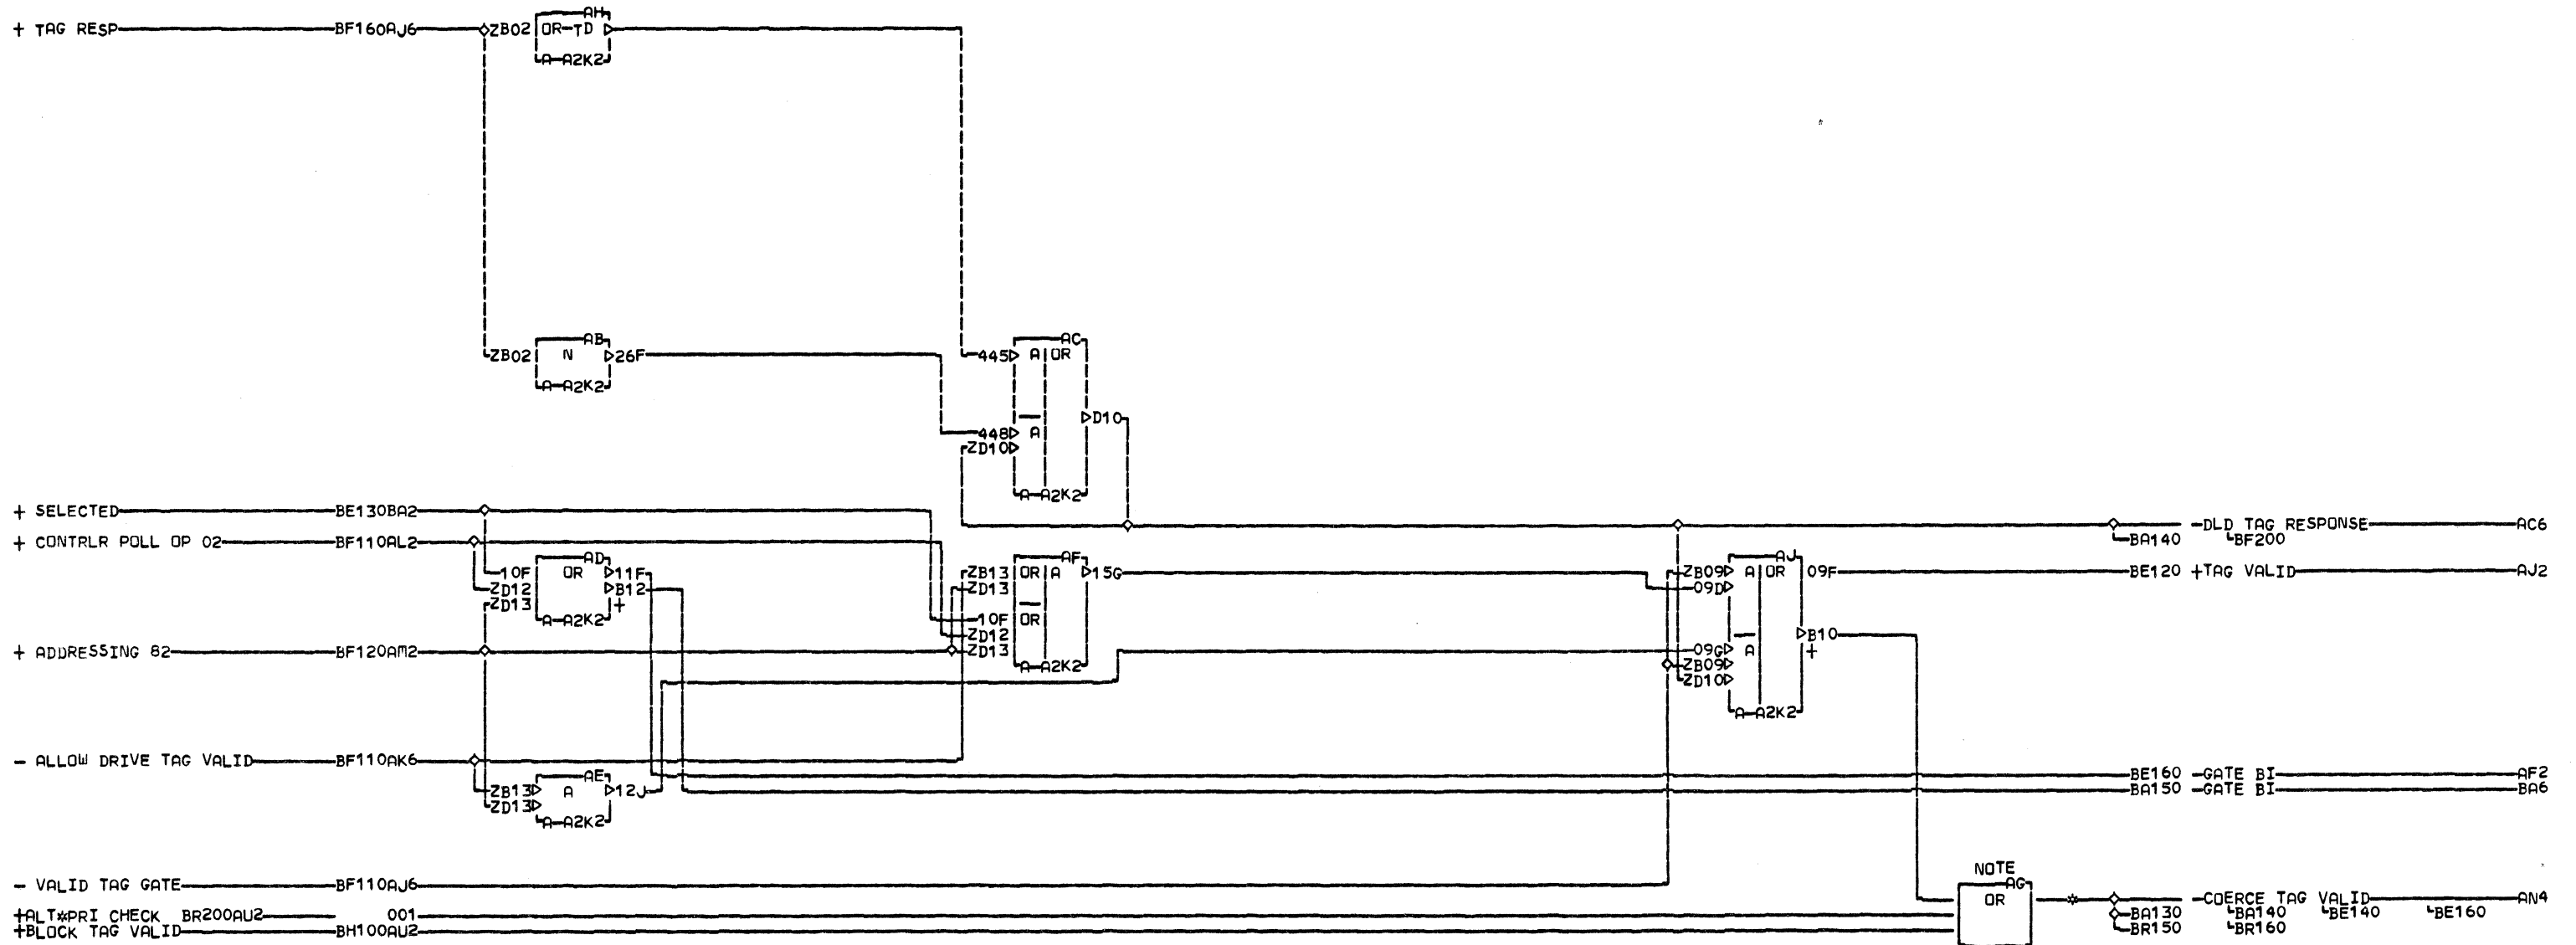 AH
+ TAG RESP BF160AJ6 ZB02 OR-TD
A-A2K2
AB AC
ZB02 N 26F 445 A OR
A-A2K2
D10
448 A
ZD10
A-A2K2
+ SELECTED BE130BA2
-DLD TAG RESPONSE AC6
+ CONTRLR POLL OP 02 BF110AL2 BA140 BF200
AD AF AJ
10F OR 11F ZB13 OR A 15G ZB09 A OR 09F BE120 +TAG VALID AJ2
ZD12 B12 ZD13 09D
ZD13 +
A-A2K2 10F OR
ZD12 B10
+ ADDRESSING 82 BF120AM2 ZD13 09G A +
A-A2K2 ZB09
ZD10
A-A2K2
- ALLOW DRIVE TAG VALID BF110AK6
AE BE160 -GATE BI AF2
ZB13 A 12J BA150 -GATE BI BA6
ZD13
A-A2K2
NOTE
- VALID TAG GATE BF110AJ6 AG
OR -COERCE TAG VALID AN4
+ALT*PRI CHECK BR200AU2 001 BA130 BA140 BE140 BE160
+BLOCK TAG VALID BH100AU2 BR150 BR160